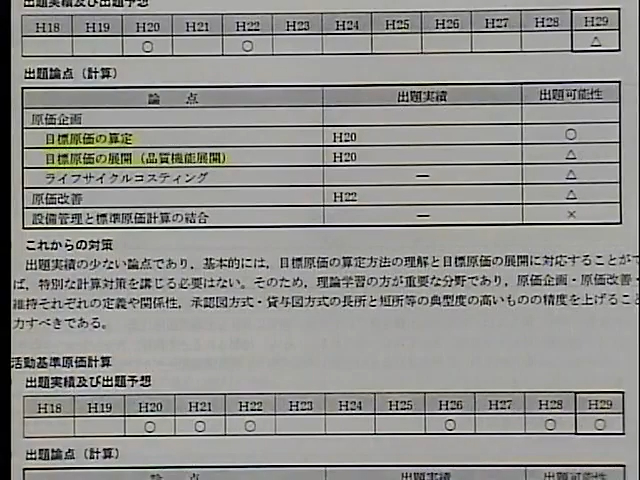 出題実績及び出題予想
H18 H19 H20 H21 H22 H23 H24 H25 H26 H27 H28 H29
○ ○ △
出題論点（計算）
論 点 出題実績 出題可能性
原価企画
目標原価の算定 H20 ○
目標原価の展開（品質機能展開） H20 △
ライフサイクルコスティング － △
原価改善 H22 △
設備管理と標準原価計算の結合 － ×
これからの対策
出題実績の少ない論点であり，基本的には，目標原価の算定方法の理解と目標原価の展開に対応することが
ば，特別な計算対策を講じる必要はない。そのため，理論学習の方が重要な分野であり，原価企画・原価改善・
維持それぞれの定義や関係性，承認図方式・貸与図方式の長所と短所等の典型度の高いものの精度を上げること
力すべきである。
活動基準原価計算
出題実績及び出題予想
H18 H19 H20 H21 H22 H23 H24 H25 H26 H27 H28 H29
○ ○ ○ ○ ○ ○
出題論点（計算）
論 点 出題実績 出題可能性